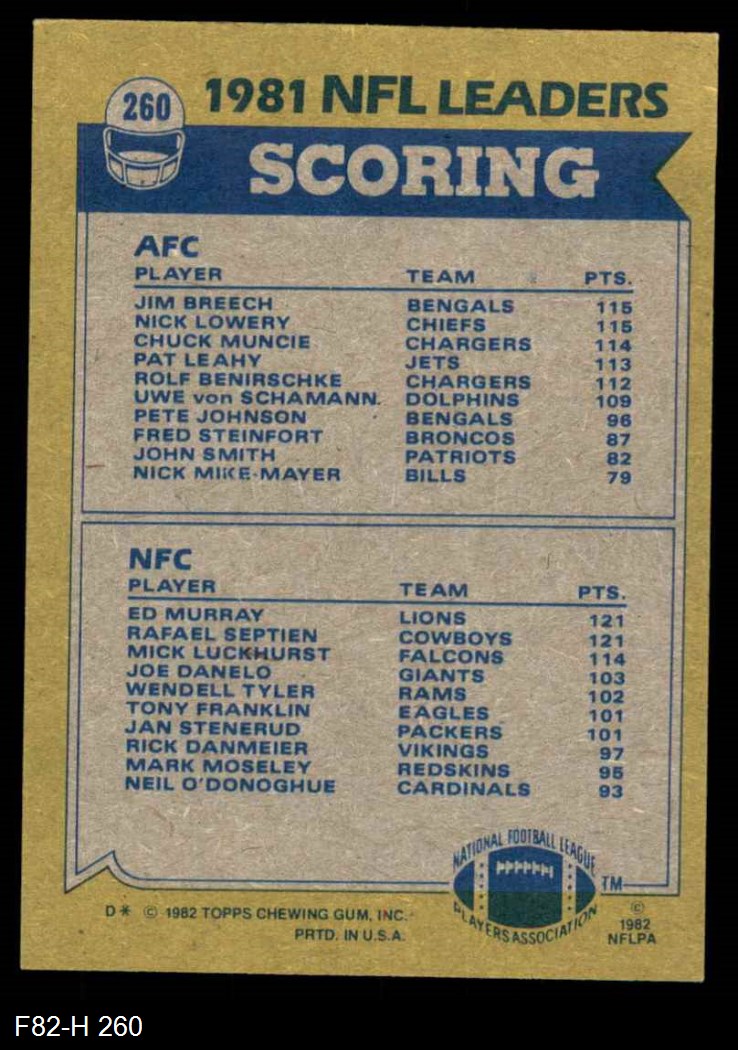 260 1981 NFL LEADERS
SCORING
AFC
PLAYER TEAM PTS.
JIM BREECH BENGALS 115
NICK LOWERY CHIEFS 115
CHUCK MUNCIE CHARGERS 114
PAT LEAHY JETS 113
ROLF BENIRSCHKE CHARGERS 112
UWE von SCHAMANN. DOLPHINS 109
PETE JOHNSON BENGALS 96
FRED STEINFORT BRONCOS 87
JOHN SMITH PATRIOTS 82
NICK MIKE-MAYER BILLS 79
NFC
PLAYER TEAM PTS.
ED MURRAY LIONS 121
RAFAEL SEPTIEN COWBOYS 121
MICK LUCKHURST FALCONS 114
JOE DANELO GIANTS 103
WENDELL TYLER RAMS 102
TONY FRANKLIN EAGLES 101
JAN STENERUD PACKERS 101
RICK DANMEIER VIKINGS 97
MARK MOSELEY REDSKINS 95
NEIL O'DONOGHUE CARDINALS 93
NATIONAL FOOTBALL LEAGUE
PLAYERS ASSOCIATION
TM
D* © 1982 TOPPS CHEWING GUM, INC.
PRTD. IN U.S.A.
©
1982
NFLPA
F82-H 260